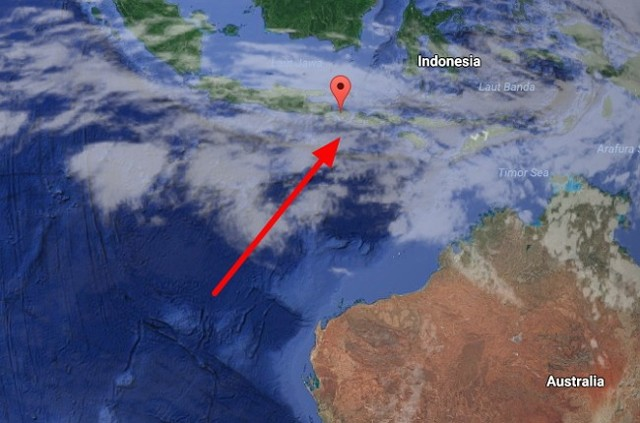 Indonesia
Laut Banda
Arafura S
Timor Sea
Australia